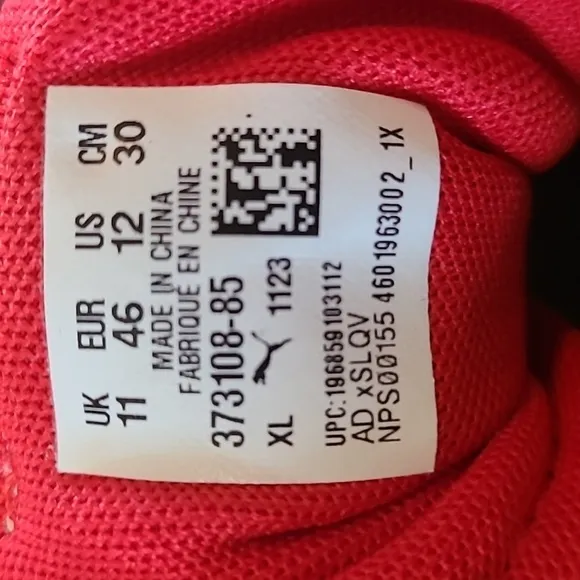 UK EUR US CM
11 46 12 30
MADE IN CHINA
FABRIQUÉ EN CHINE
373108-85
XL 1123
UPC:196859103112
AD xSLQV
NPS00155 4601963002_1X